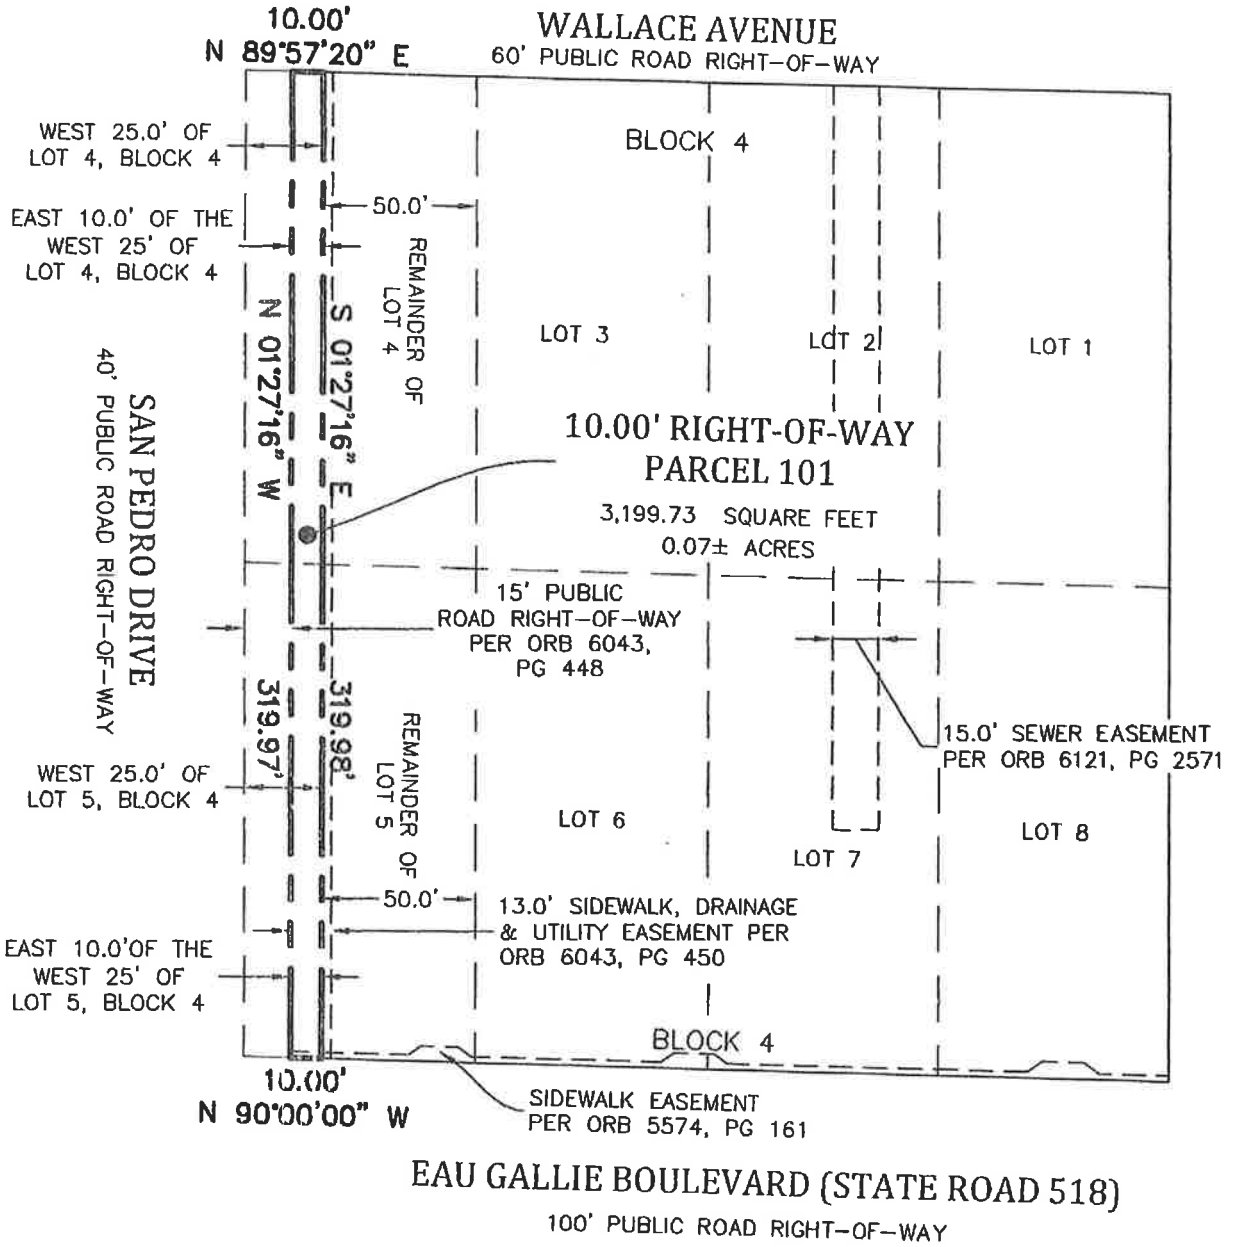 10.00'
N 89°57'20" E
WALLACE AVENUE
60' PUBLIC ROAD RIGHT-OF-WAY
WEST 25.0' OF
LOT 4, BLOCK 4
BLOCK 4
EAST 10.0' OF THE
WEST 25' OF
LOT 4, BLOCK 4
50.0'
REMAINDER OF
LOT 4
N 01°27'16" W
S 01°27'16" E
LOT 3
LOT 2
LOT 1
SAN PEDRO DRIVE
40' PUBLIC ROAD RIGHT-OF-WAY
10.00' RIGHT-OF-WAY
PARCEL 101
3,199.73 SQUARE FEET
0.07± ACRES
15' PUBLIC
ROAD RIGHT-OF-WAY
PER ORB 6043,
PG 448
319.97'
319.98'
REMAINDER OF
LOT 5
15.0' SEWER EASEMENT
PER ORB 6121, PG 2571
WEST 25.0' OF
LOT 5, BLOCK 4
LOT 6
LOT 7
LOT 8
50.0'
13.0' SIDEWALK, DRAINAGE
& UTILITY EASEMENT PER
ORB 6043, PG 450
EAST 10.0'OF THE
WEST 25' OF
LOT 5, BLOCK 4
BLOCK 4
10.00'
N 90°00'00" W
SIDEWALK EASEMENT
PER ORB 5574, PG 161
EAU GALLIE BOULEVARD (STATE ROAD 518)
100' PUBLIC ROAD RIGHT-OF-WAY